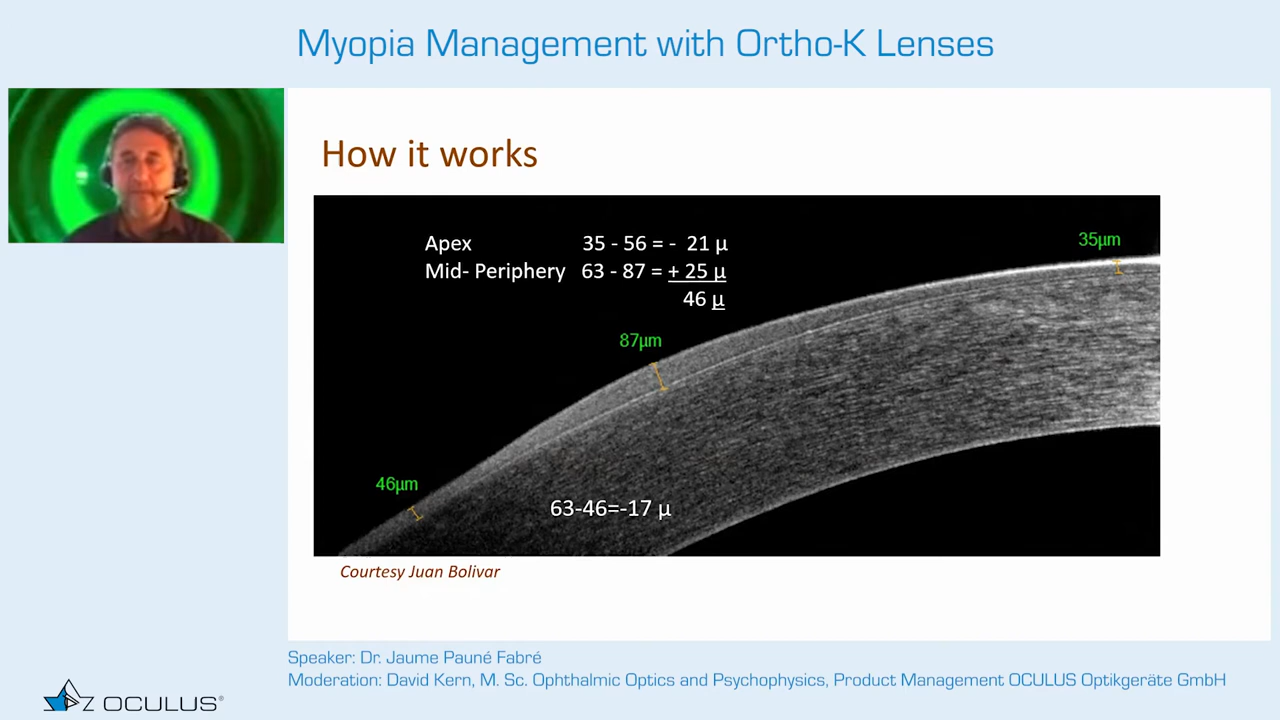 Myopia Management with Ortho-K Lenses
How it works
Apex 35 - 56 = - 21 µ
Mid- Periphery 63 - 87 = + 25 µ
46 µ
35µm
87µm
46µm
63-46=-17 µ
Courtesy Juan Bolivar
Speaker: Dr. Jaume Pauné Fabré
Moderation: David Kern, M. Sc. Ophthalmic Optics and Psychophysics, Product Management OCULUS Optikgeräte GmbH
OCULUS®